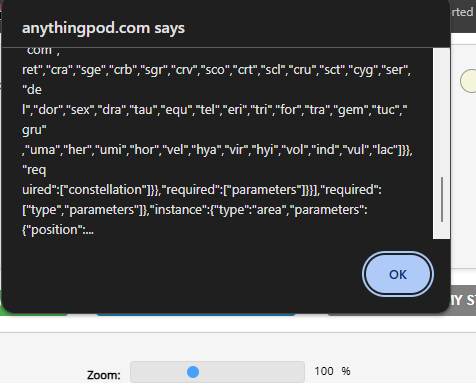 rted
anythingpod.com says
"com",
ret","cra","sge","crb","sgr","crv","sco","crt","scl","cru","sct","cyg","ser",
"de
l","dor","sex","dra","tau","equ","tel","eri","tri","for","tra","gem","tuc","
gru"
,"uma","her","umi","hor","vel","hya","vir","hyi","vol","ind","vul","lac"]}},
"req
uired":["constellation"]}},"required":["parameters"]}}],"required":
["type","parameters"]},"instance":{"type":"area","parameters":
{"position":...
OK
MY S
Zoom:
100 %